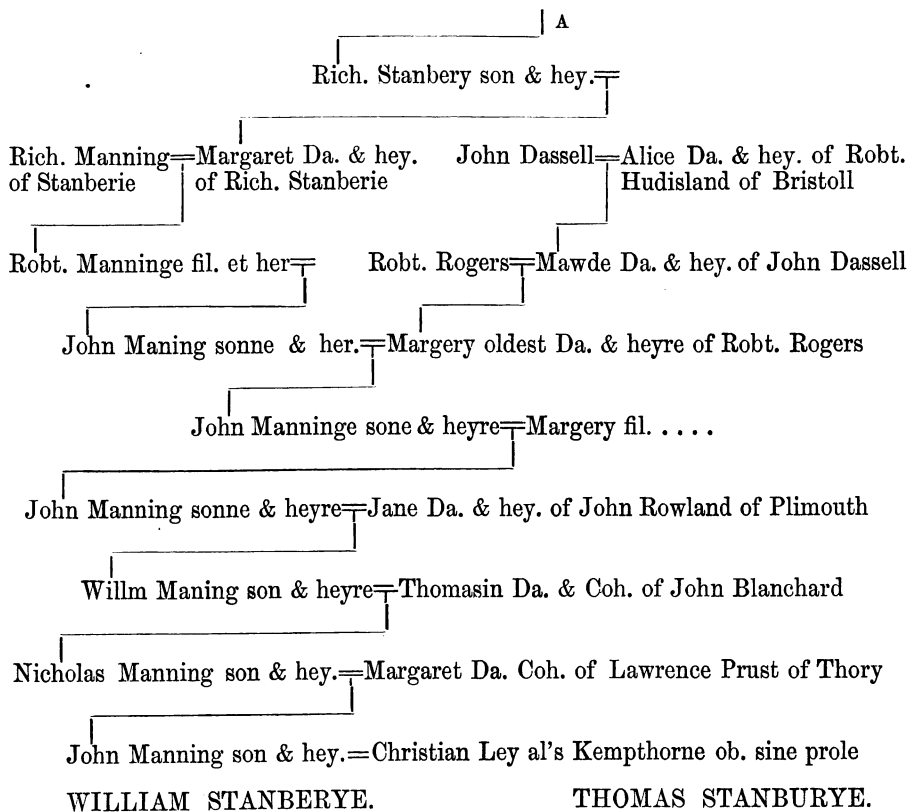 A
Rich. Stanbery son & hey.
Rich. Manning=Margaret Da. & hey. John Dassell=Alice Da. & hey. of Robt.
of Stanberie of Rich. Stanberie Hudisland of Bristoll
Robt. Manninge fil. et her= Robt. Rogers=Mawde Da. & hey. of John Dassell
John Maning sonne & her.=Margery oldest Da. & heyre of Robt. Rogers
John Manninge sone & heyre=Margery fil. . . . .
John Manning sonne & heyre=Jane Da. & hey. of John Rowland of Plimouth
Willm Maning son & heyre=Thomasin Da. & Coh. of John Blanchard
Nicholas Manning son & hey.=Margaret Da. Coh. of Lawrence Prust of Thory
John Manning son & hey.=Christian Ley al's Kempthorne ob. sine prole
WILLIAM STANBERYE. THOMAS STANBURYE.